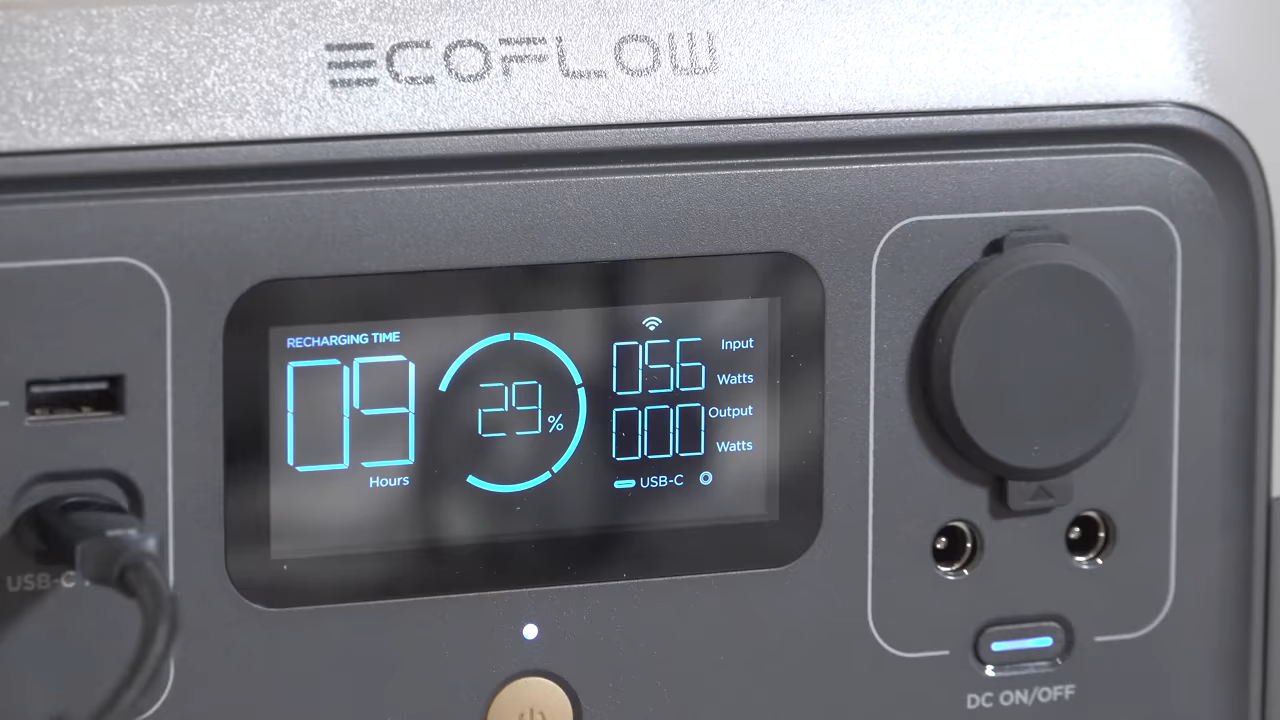 ECOFLOW
RECHARGING TIME
09
Hours
29%
056 Input
Watts
000 Output
Watts
USB-C
USB-C
DC ON/OFF